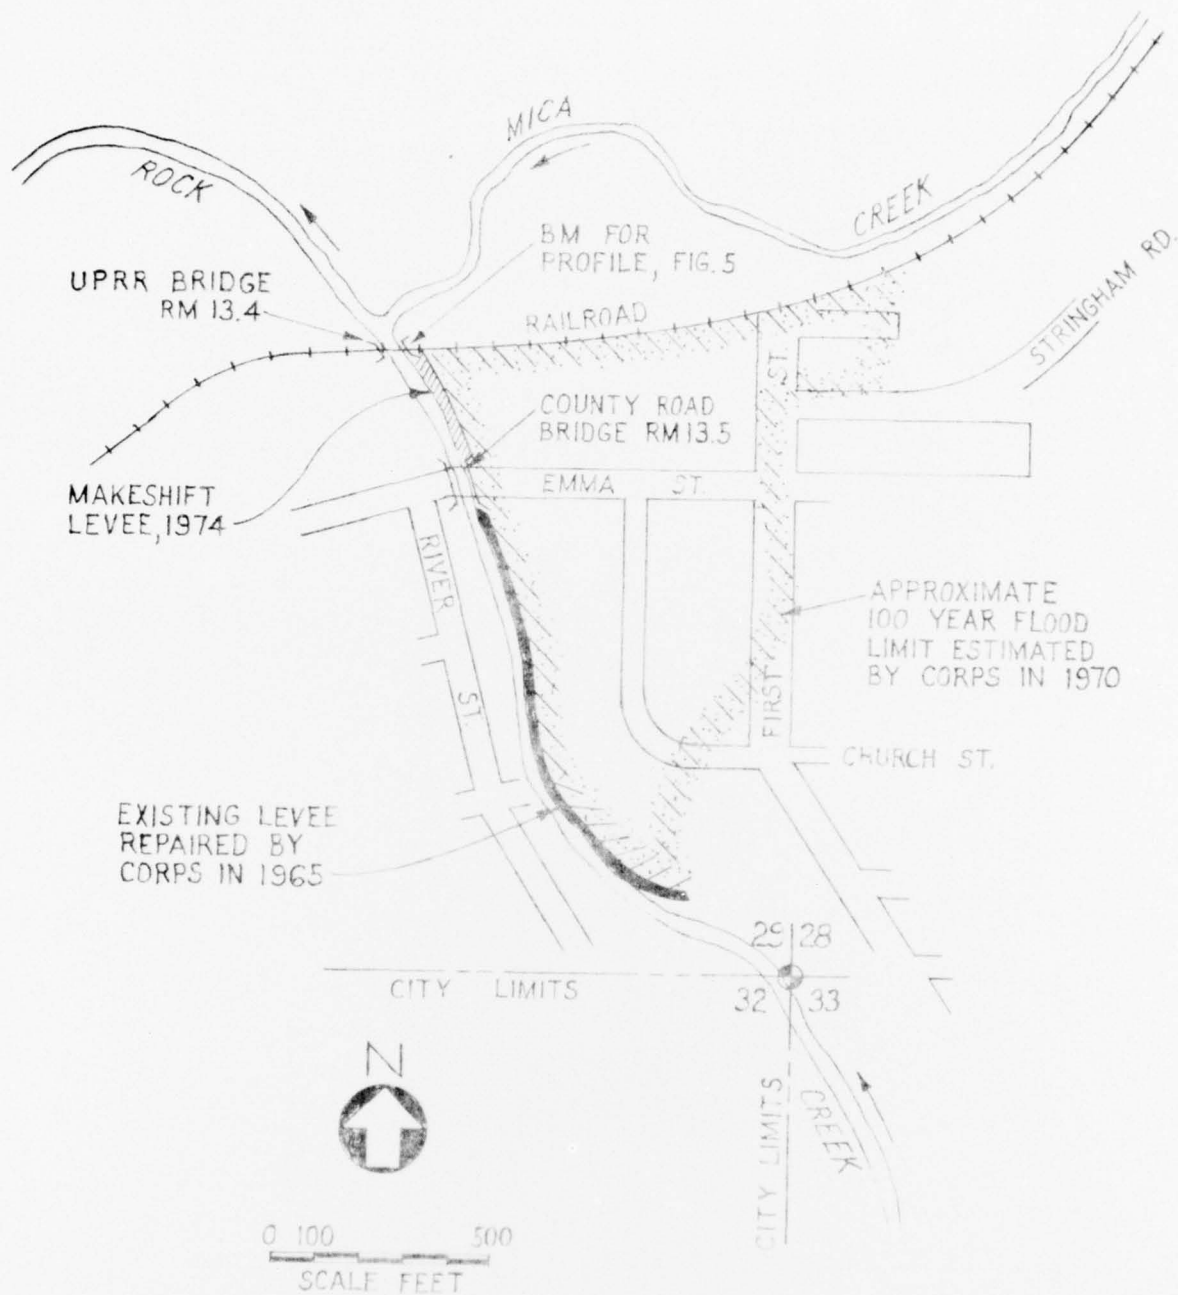 MICA
ROCK
CREEK
BM FOR
PROFILE, FIG. 5
UPRR BRIDGE
RM 13.4
RAILROAD
STRINGHAM RD.
COUNTY ROAD
BRIDGE RM 13.5
MAKESHIFT
LEVEE, 1974
EMMA ST.
RIVER
ST.
FIRST
ST.
APPROXIMATE
100 YEAR FLOOD
LIMIT ESTIMATED
BY CORPS IN 1970
CHURCH ST.
EXISTING LEVEE
REPAIRED BY
CORPS IN 1965
29 28
32 33
CITY LIMITS
CITY LIMITS
CREEK
N
0 100 500
SCALE FEET